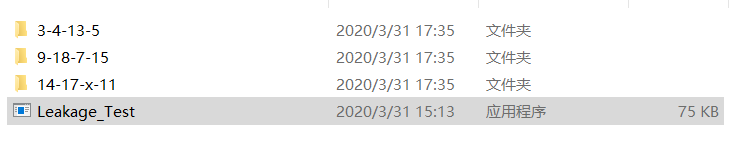 3-4-13-5 2020/3/31 17:35 文件夹
9-18-7-15 2020/3/31 17:35 文件夹
14-17-x-11 2020/3/31 17:35 文件夹
Leakage_Test 2020/3/31 15:13 应用程序 75 KB